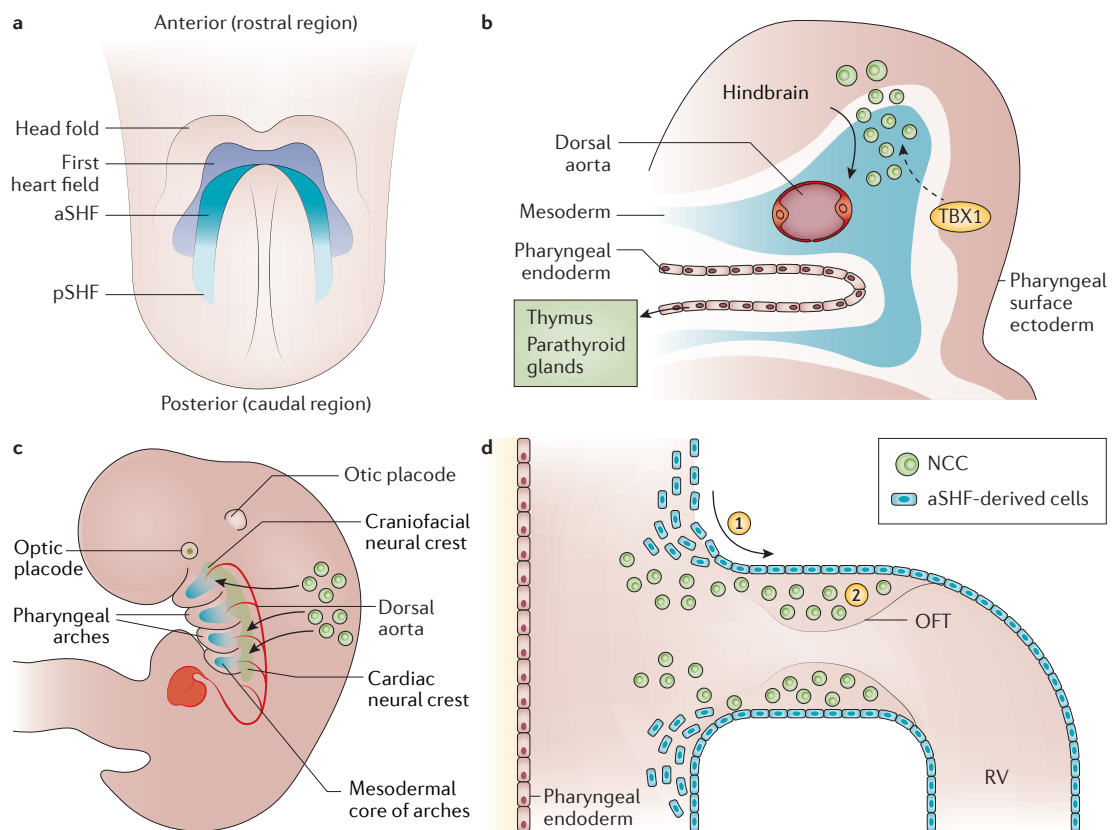 a
Anterior (rostral region)
Head fold
First
heart field
aSHF
pSHF
Posterior (caudal region)
b
Hindbrain
Dorsal
aorta
Mesoderm
TBX1
Pharyngeal
endoderm
Thymus
Parathyroid
glands
Pharyngeal
surface
ectoderm
c
Otic placode
Craniofacial
neural crest
Optic
placode
Pharyngeal
arches
Dorsal
aorta
Cardiac
neural crest
Mesodermal
core of arches
d
NCC
aSHF-derived cells
1
2
OFT
RV
Pharyngeal
endoderm